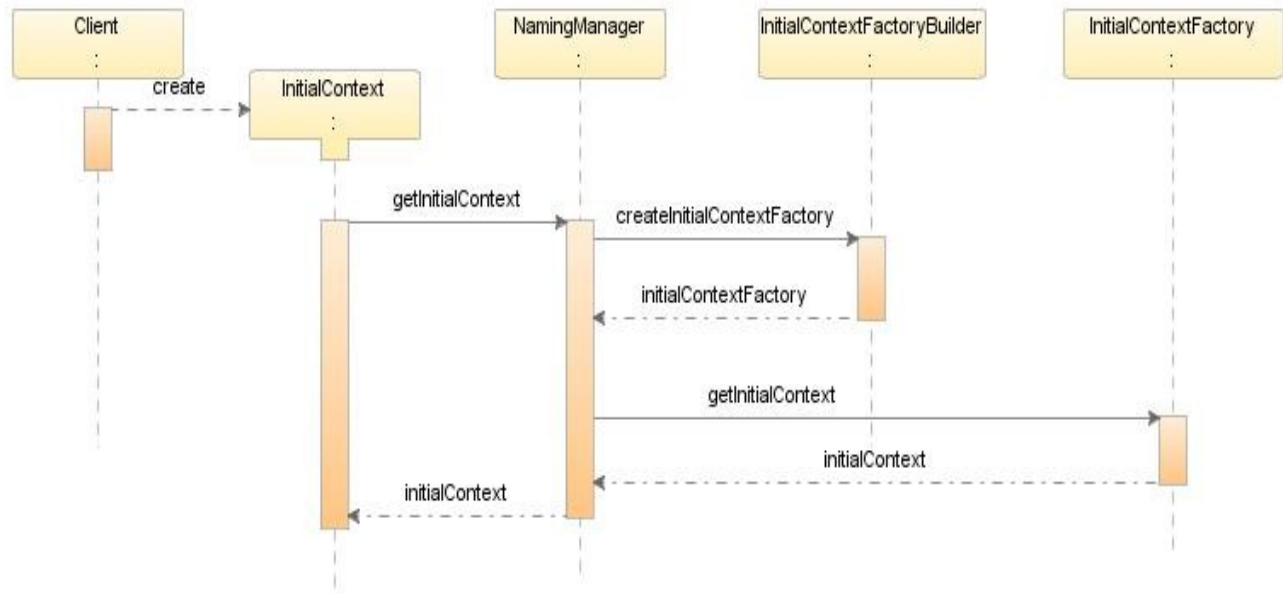 Client
:
NamingManager
:
InitialContextFactoryBuilder
:
InitialContextFactory
:
create
InitialContext
:
getInitialContext
createInitialContextFactory
initialContextFactory
getInitialContext
initialContext
initialContext